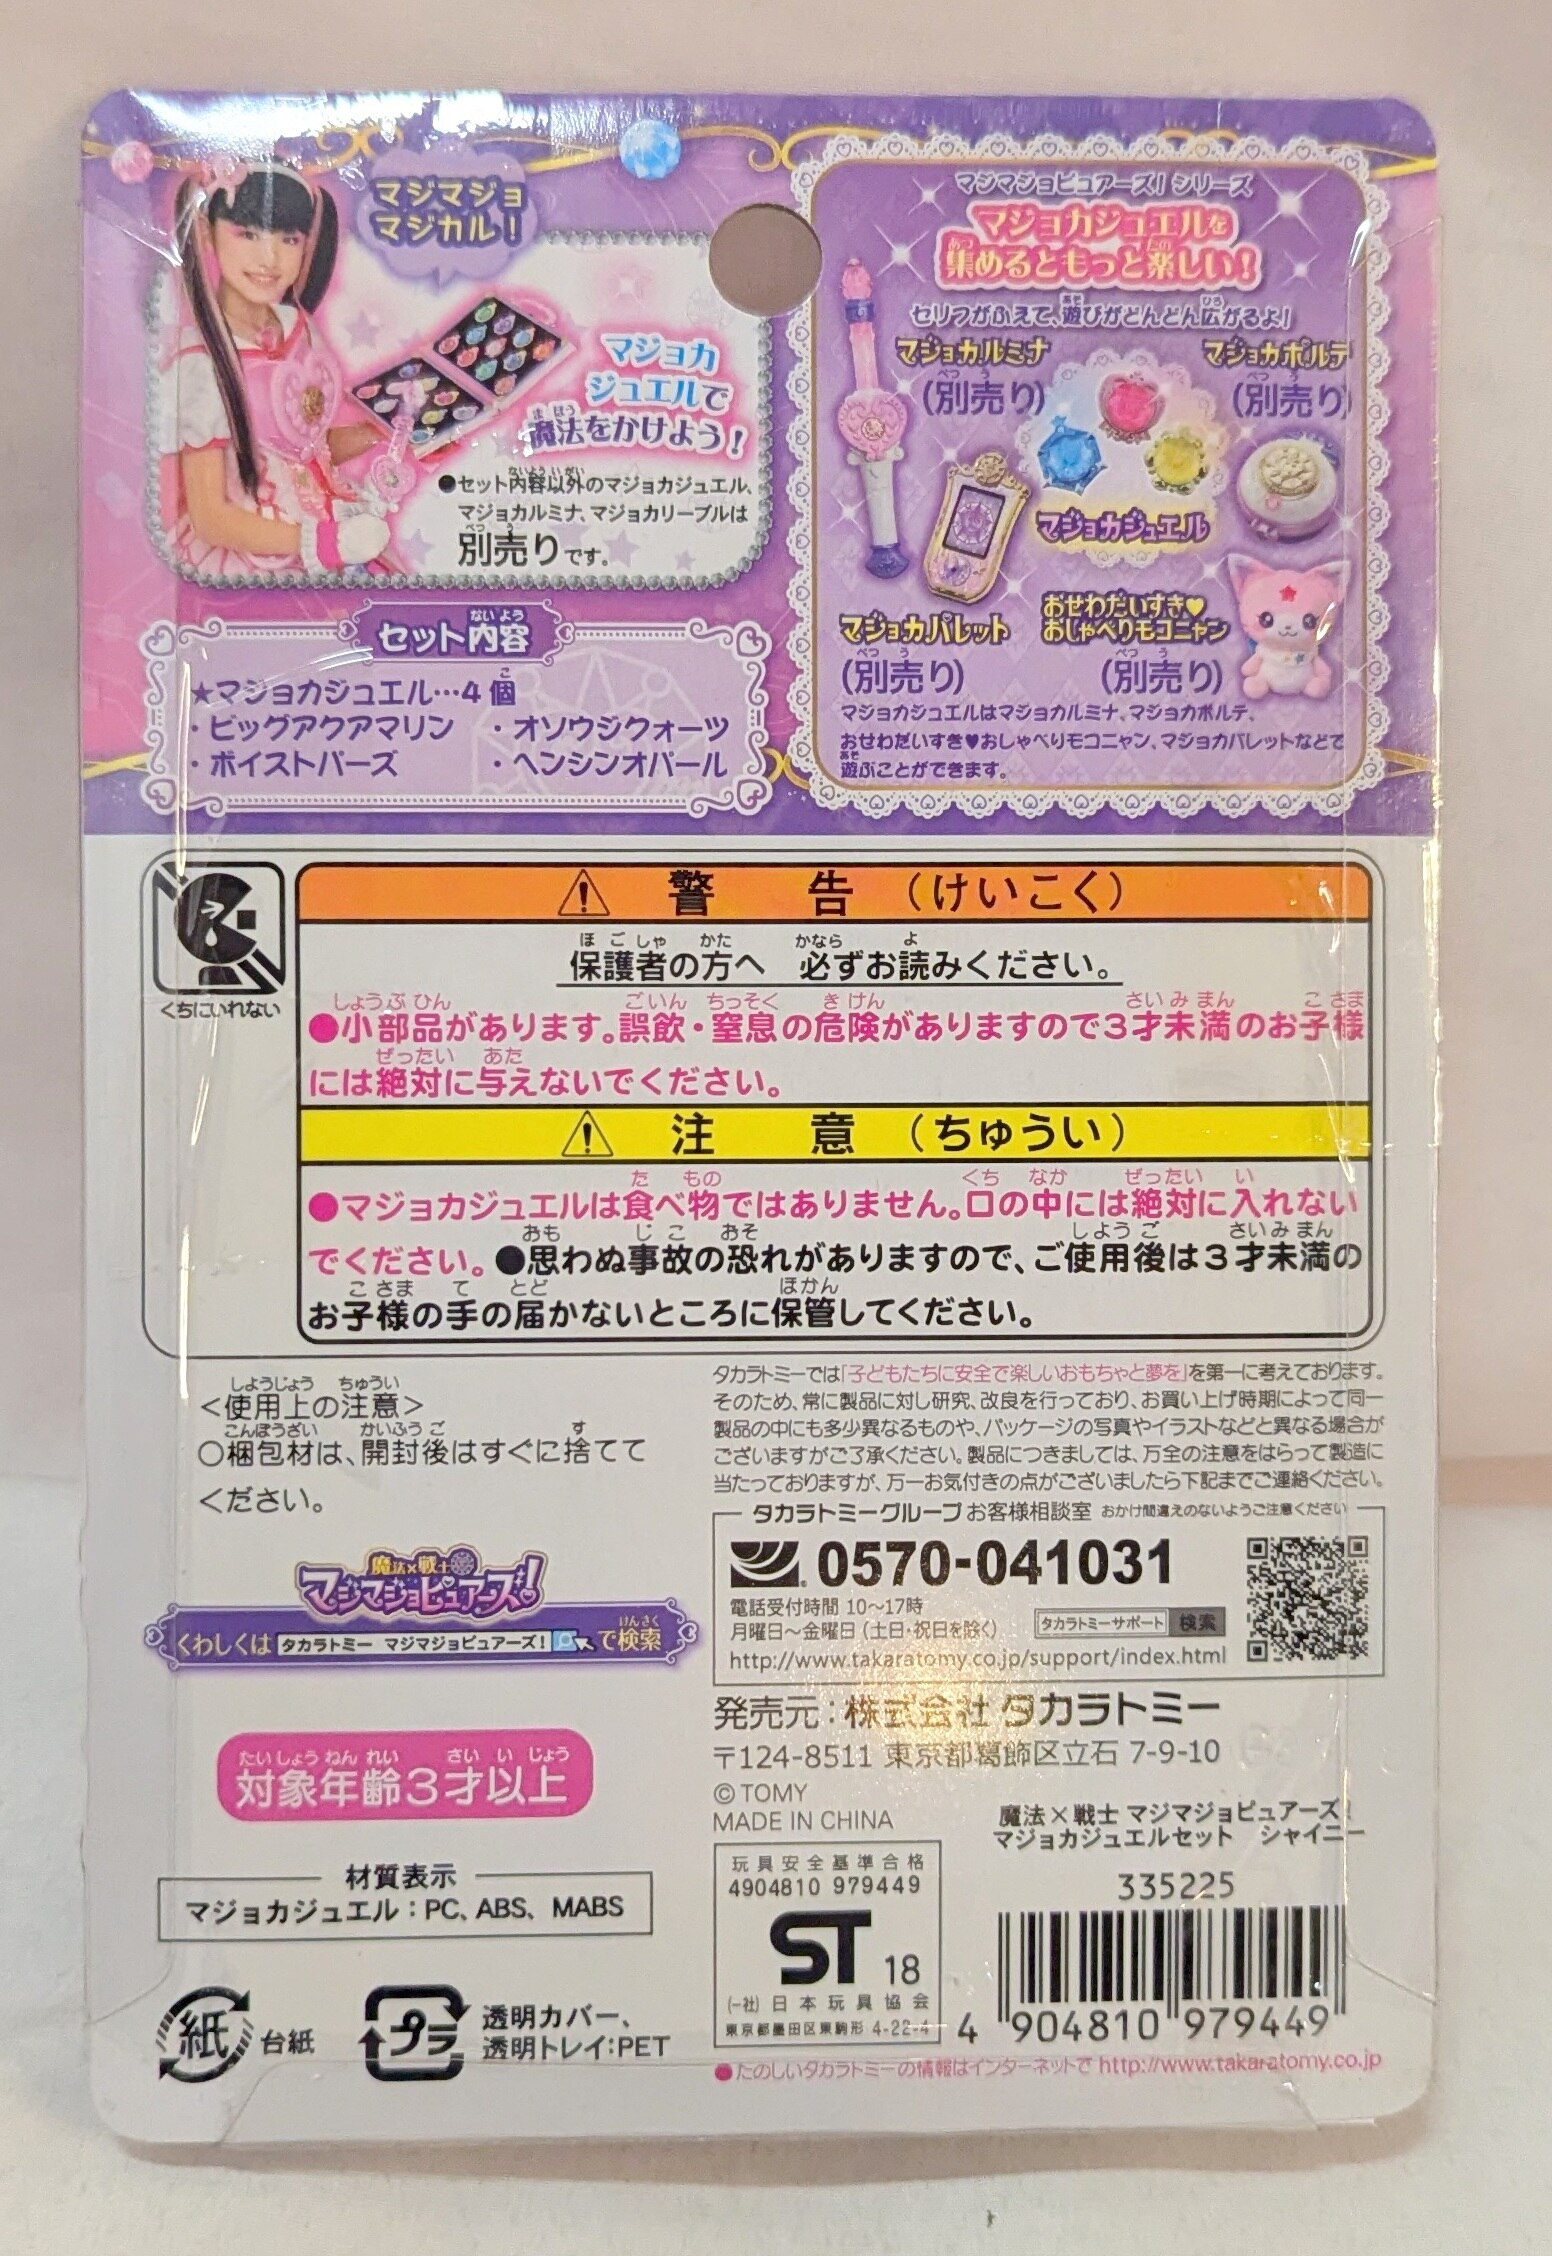 マジマジョ
マジカル！
マジョカ
ジュエルで
魔法をかけよう！
●セット内容以外のマジョカジュエル、
マジョカルミナ、マジョカリーブルは
別売りです。
セット内容
★マジョカジュエル…4個
・ビッグアクアマリン ・オソウジクォーツ
・ボイストパーズ ・ヘンシンオパール
マジマジョピュアーズ！シリーズ
マジョカジュエルを
集めるともっと楽しい！
セリフがふえて、遊びがどんどん広がるよ！
マジョカルミナ
(別売り)
マジョカポルテ
(別売り)
マジョカジュエル
マジョカパレット
(別売り)
おせわだいすき♥
おしゃべりモコニャン
(別売り)
マジョカジュエルはマジョカルミナ、マジョカポルテ、
おせわだいすき♥おしゃべりモコニャン、マジョカパレットなどで
遊ぶことができます。
くちにいれない
⚠ 警 告 （けいこく）
保護者の方へ 必ずお読みください。
●小部品があります。誤飲・窒息の危険がありますので3才未満のお子様
には絶対に与えないでください。
⚠ 注 意 （ちゅうい）
●マジョカジュエルは食べ物ではありません。口の中には絶対に入れない
でください。●思わぬ事故の恐れがありますので、ご使用後は3才未満の
お子様の手の届かないところに保管してください。
<使用上の注意>
○梱包材は、開封後はすぐに捨てて
ください。
魔法×戦士
マジマジョピュアーズ！
くわしくは タカラトミー マジマジョピュアーズ！ で検索
対象年齢3才以上
材質表示
マジョカジュエル：PC、ABS、MABS
紙 台紙
プラ 透明カバー、
透明トレイ：PET
タカラトミーでは「子どもたちに安全で楽しいおもちゃと夢を」を第一に考えております。
そのため、常に製品に対し研究、改良を行っており、お買い上げ時期によって同一
製品の中にも多少異なるものや、パッケージの写真やイラストなどと異なる場合が
ございますがご了承ください。製品につきましては、万全の注意をはらって製造に
当たっておりますが、万一お気付きの点がございましたら下記までご連絡ください。
タカラトミーグループお客様相談室 おかけ間違えのないようご注意ください
0570-041031
電話受付時間 10～17時
月曜日～金曜日（土日・祝日を除く）
タカラトミーサポート 検索
http://www.takaratomy.co.jp/support/index.html
発売元：株式会社 タカラトミー
〒124-8511 東京都葛飾区立石 7-9-10
© TOMY
MADE IN CHINA
魔法×戦士 マジマジョピュアーズ！
マジョカジュエルセット シャイニー
335225
玩具安全基準合格
4904810 979449
ST 18
(一社)日本玩具協会
東京都墨田区東駒形 4-22-4
4 904810 979449
●たのしいタカラトミーの情報はインターネットで http://www.takaratomy.co.jp